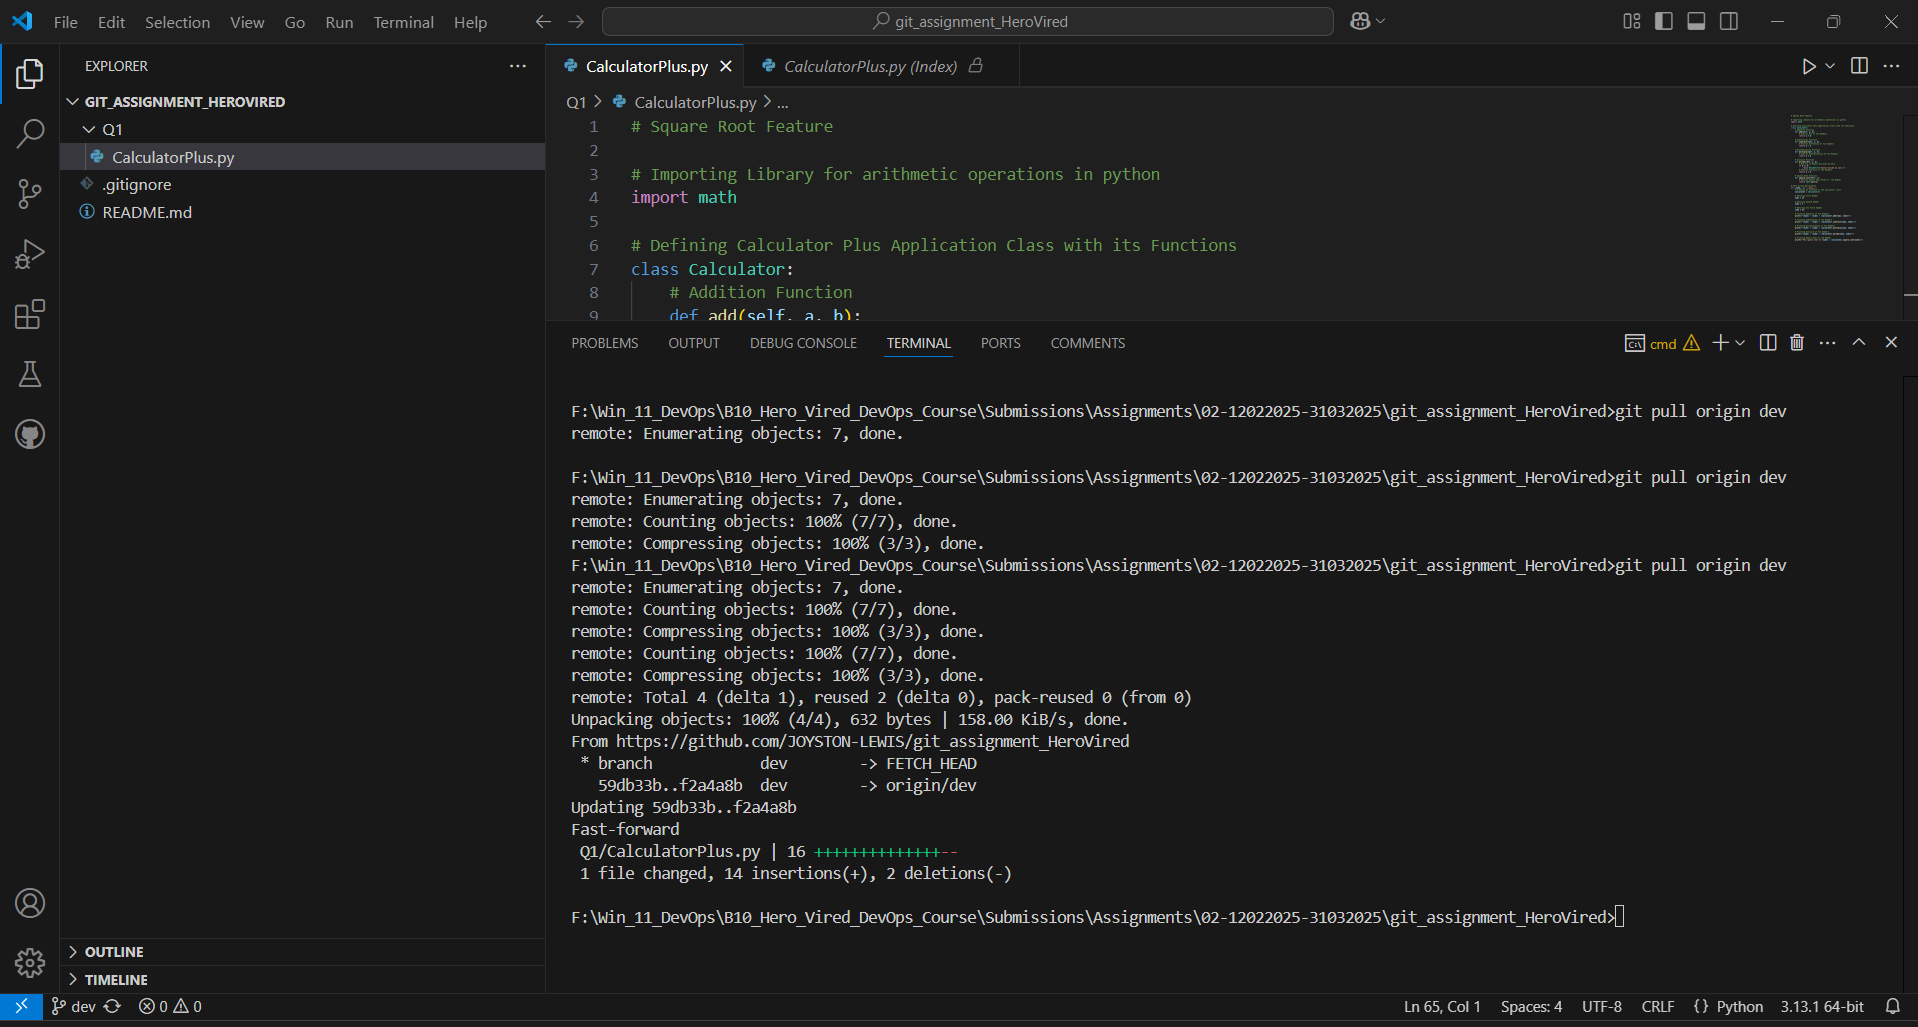 File Edit Selection View Go Run Terminal Help
git_assignment_HeroVired
EXPLORER
GIT_ASSIGNMENT_HEROVIRED
Q1
CalculatorPlus.py
.gitignore
README.md
OUTLINE
TIMELINE
CalculatorPlus.py
CalculatorPlus.py (Index)
Q1 > CalculatorPlus.py > ...
1 # Square Root Feature
2
3 # Importing Library for arithmetic operations in python
4 import math
5
6 # Defining Calculator Plus Application Class with its Functions
7 class Calculator:
8 # Addition Function
9 def add(self, a, b):
PROBLEMS OUTPUT DEBUG CONSOLE TERMINAL PORTS COMMENTS
cmd
F:\Win_11_DevOps\B10_Hero_Vired_DevOps_Course\Submissions\Assignments\02-12022025-31032025\git_assignment_HeroVired>git pull origin dev
remote: Enumerating objects: 7, done.
F:\Win_11_DevOps\B10_Hero_Vired_DevOps_Course\Submissions\Assignments\02-12022025-31032025\git_assignment_HeroVired>git pull origin dev
remote: Enumerating objects: 7, done.
remote: Counting objects: 100% (7/7), done.
remote: Compressing objects: 100% (3/3), done.
F:\Win_11_DevOps\B10_Hero_Vired_DevOps_Course\Submissions\Assignments\02-12022025-31032025\git_assignment_HeroVired>git pull origin dev
remote: Enumerating objects: 7, done.
remote: Counting objects: 100% (7/7), done.
remote: Compressing objects: 100% (3/3), done.
remote: Counting objects: 100% (7/7), done.
remote: Compressing objects: 100% (3/3), done.
remote: Total 4 (delta 1), reused 2 (delta 0), pack-reused 0 (from 0)
Unpacking objects: 100% (4/4), 632 bytes | 158.00 KiB/s, done.
From https://github.com/JOYSTON-LEWIS/git_assignment_HeroVired
* branch dev -> FETCH_HEAD
59db33b..f2a4a8b dev -> origin/dev
Updating 59db33b..f2a4a8b
Fast-forward
Q1/CalculatorPlus.py | 16 ++++++++++++++--
1 file changed, 14 insertions(+), 2 deletions(-)
F:\Win_11_DevOps\B10_Hero_Vired_DevOps_Course\Submissions\Assignments\02-12022025-31032025\git_assignment_HeroVired>
dev 0 0 Ln 65, Col 1 Spaces: 4 UTF-8 CRLF {} Python 3.13.1 64-bit